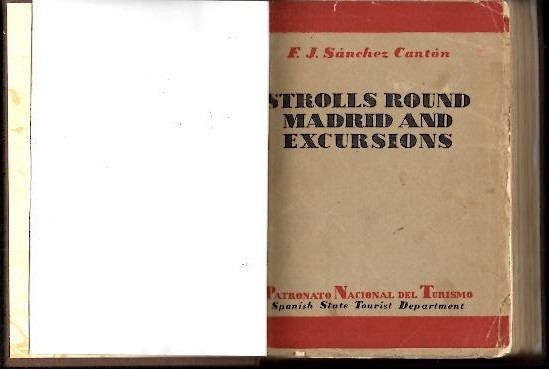 F. J. Sánchez Cantón
STROLLS ROUND
MADRID AND
EXCURSIONS
PATRONATO NACIONAL DEL TURISMO
Spanish State Tourist Department